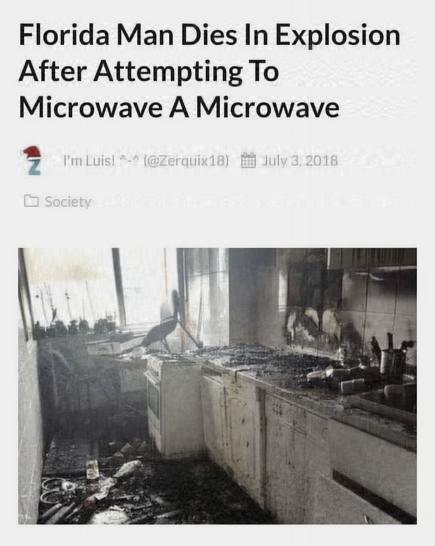 Florida Man Dies In Explosion
After Attempting To
Microwave A Microwave
I'm Luis! ^-^ (@Zerquix18) July 3, 2018
Society